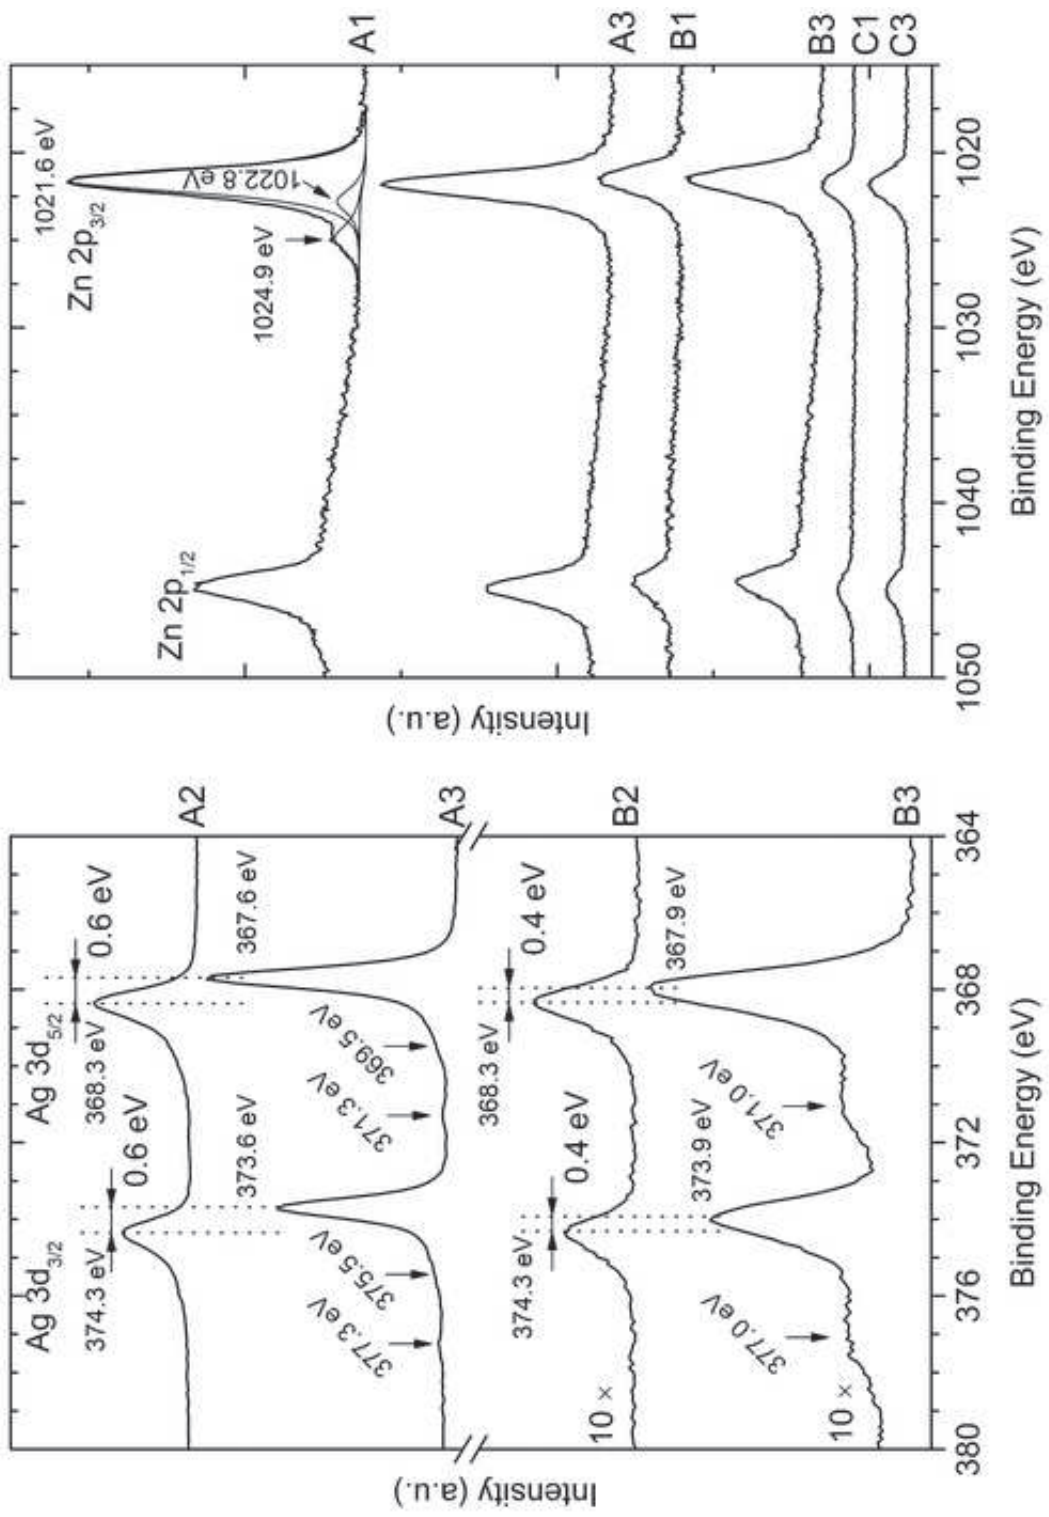 Ag 3d3/2
Ag 3d5/2
0.6 eV
0.6 eV
374.3 eV
368.3 eV
A2
373.6 eV
367.6 eV
377.3 eV
375.5 eV
371.3 eV
369.5 eV
A3
0.4 eV
0.4 eV
374.3 eV
368.3 eV
10 ×
B2
373.9 eV
367.9 eV
377.0 eV
371.0 eV
10 ×
B3
380
376
372
368
364
Binding Energy (eV)
Intensity (a.u.)
Zn 2p1/2
Zn 2p3/2
1021.6 eV
1022.8 eV
1024.9 eV
A1
A3
B1
B3
C1
C3
1050
1040
1030
1020
Binding Energy (eV)
Intensity (a.u.)